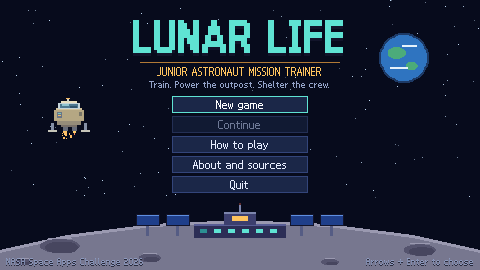 LUNAR LIFE
JUNIOR ASTRONAUT MISSION TRAINER
Train. Power the outpost. Shelter the crew.
New game
Continue
How to play
About and sources
Quit
NASA Space Apps Challenge 2026
Arrows + Enter to choose